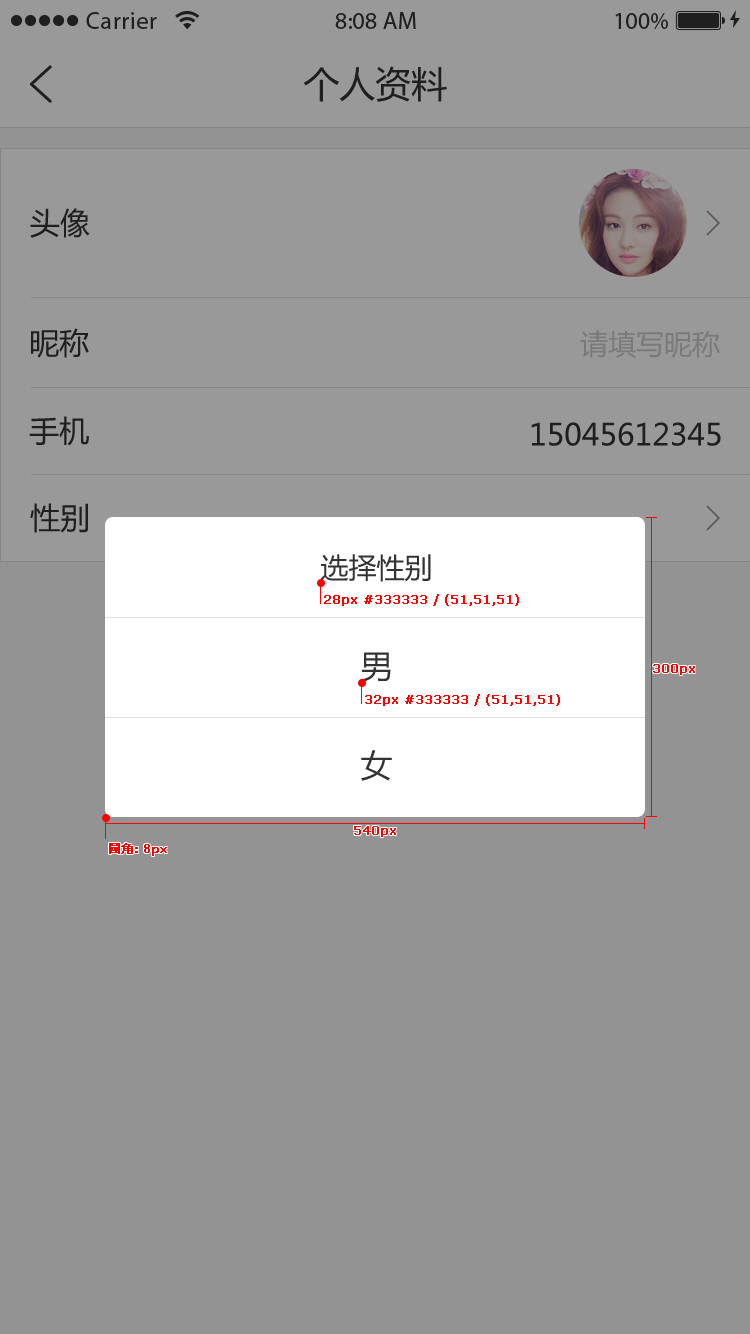 Carrier 8:08 AM 100%
个人资料
头像
昵称 请填写昵称
手机 15045612345
性别
选择性别
28px #333333 / (51,51,51)
男
300px
32px #333333 / (51,51,51)
女
540px
圆角: 8px